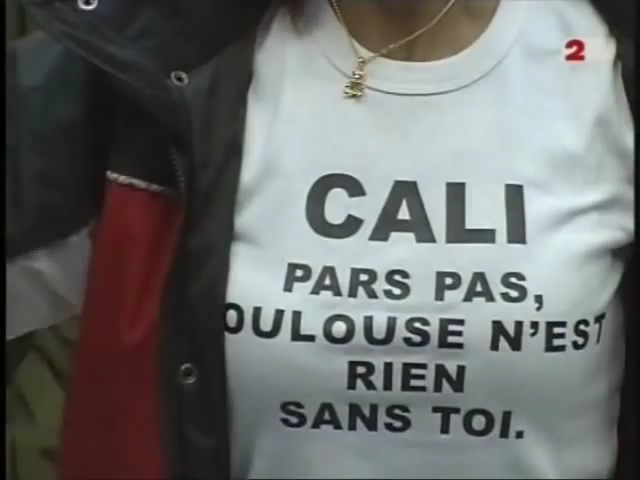 2
CALI
PARS PAS,
OULOUSE N'EST
RIEN
SANS TOI.